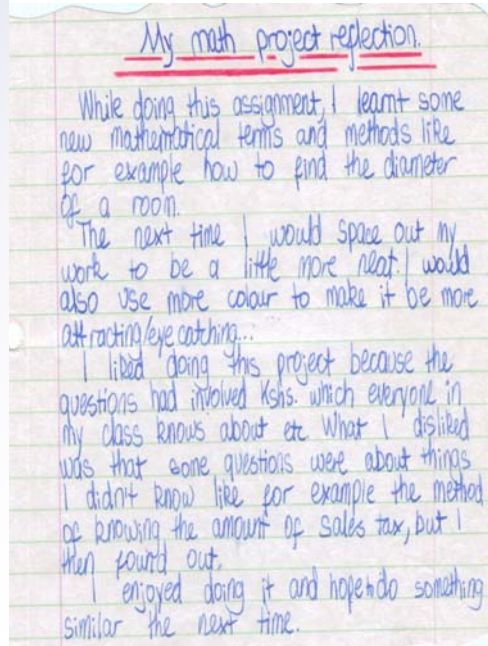 My math project reflection.
While doing this assignment, I learnt some
new mathematical terms and methods like
for example how to find the diameter
of a room.
The next time I would space out my
work to be a little more neat. I would
also use more colour to make it be more
attracting/eye catching...
I liked doing this project because the
questions had involved Kshs. which everyone in
my class knows about etc What I disliked
was that some questions were about things
I didn't know like for example the method
of knowing the amount of sales tax, but I
then found out.
I enjoyed doing it and hope to do something
similar the next time.